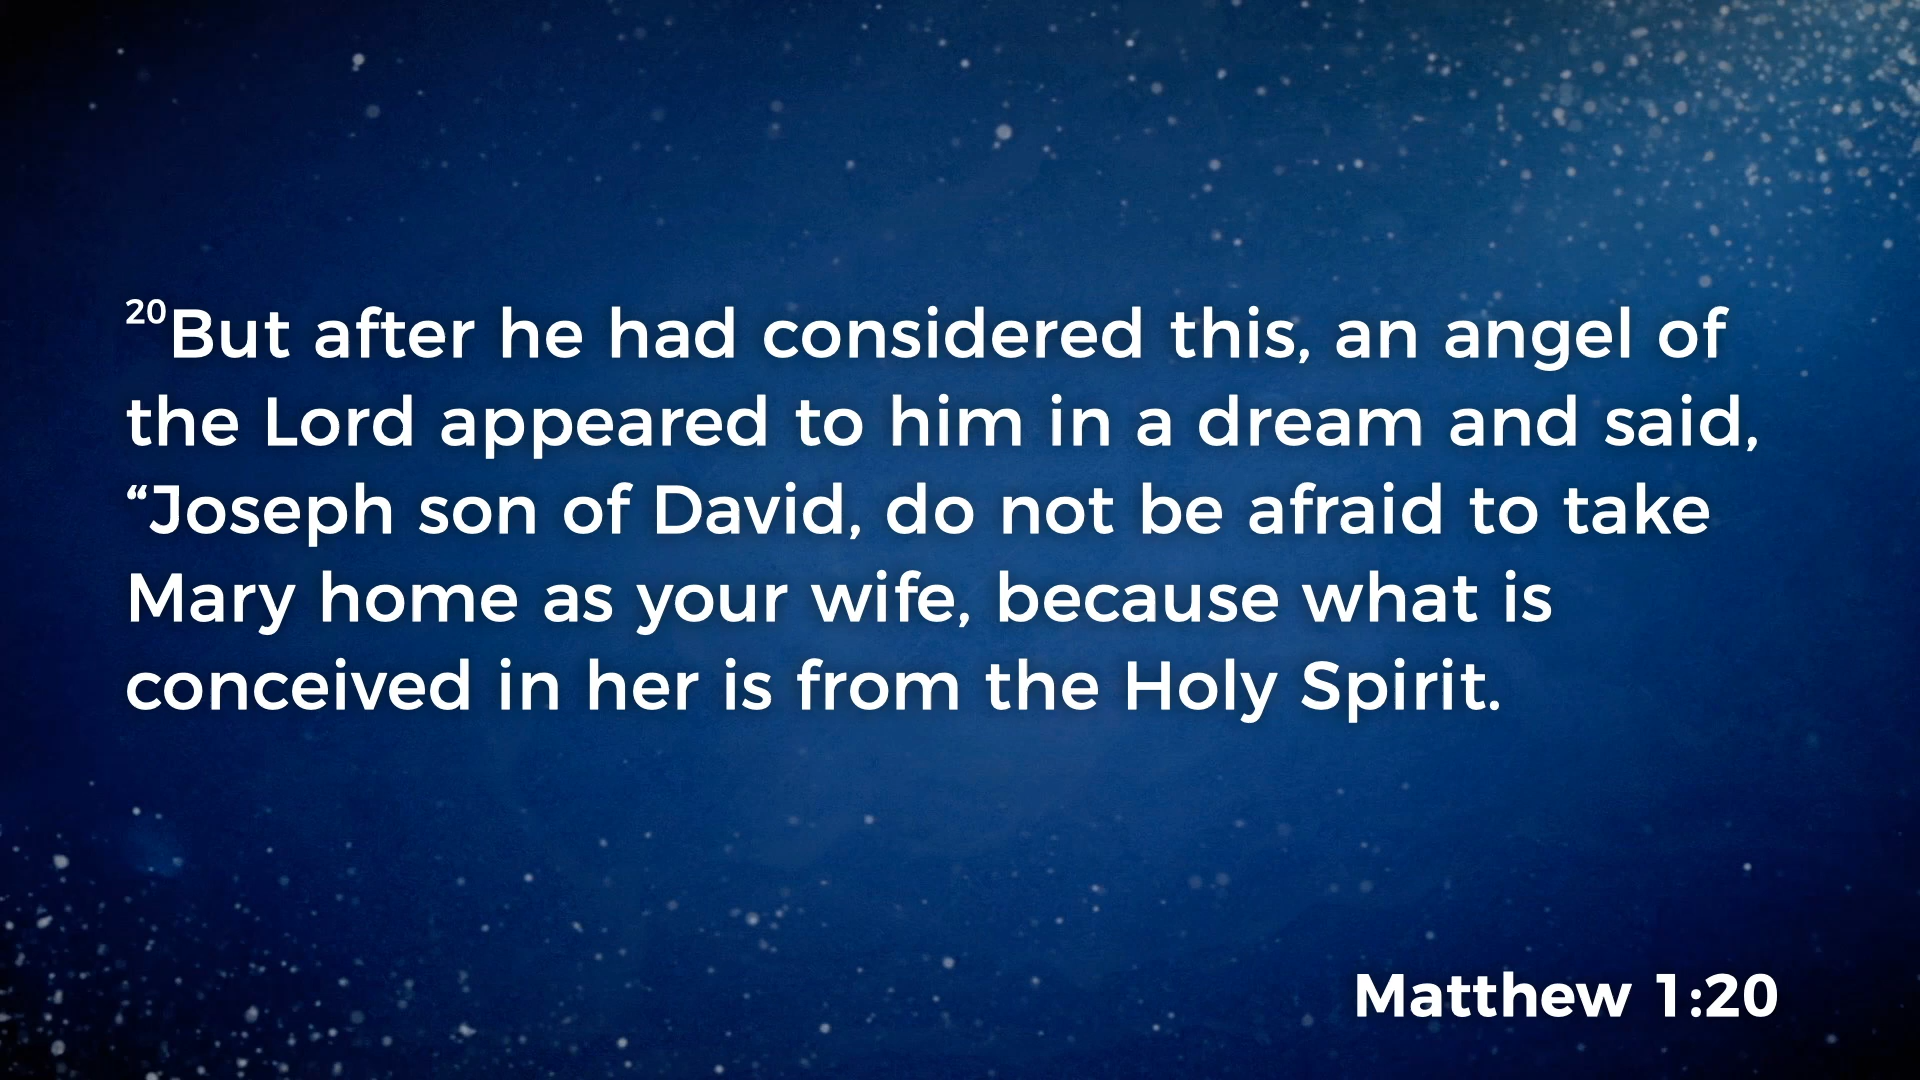 ²⁰But after he had considered this, an angel of
the Lord appeared to him in a dream and said,
“Joseph son of David, do not be afraid to take
Mary home as your wife, because what is
conceived in her is from the Holy Spirit.
Matthew 1:20